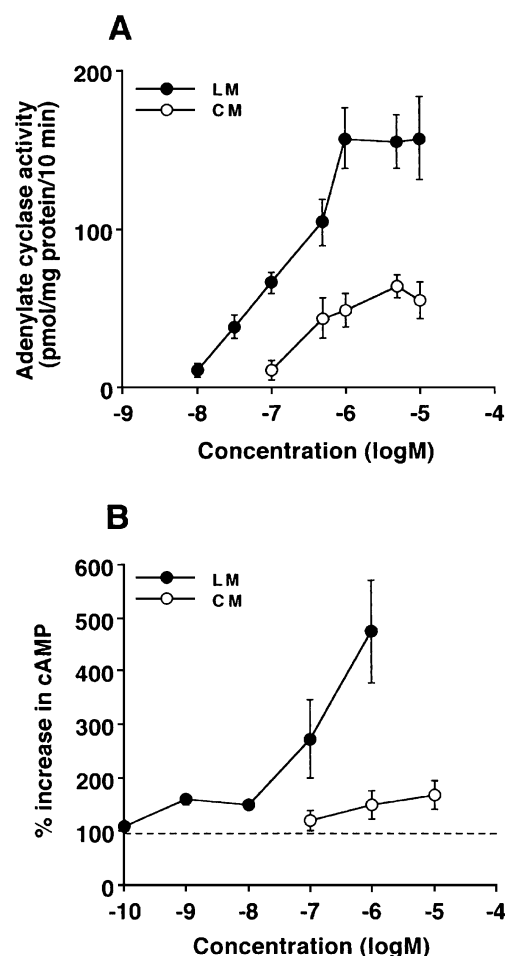 A
200
LM
CM
100
0
Adenylate cyclase activity
(pmol/mg protein/10 min)
-9 -8 -7 -6 -5 -4
Concentration (logM)
B
600
LM
CM
500
400
300
200
100
0
% increase in cAMP
-10 -9 -8 -7 -6 -5 -4
Concentration (logM)